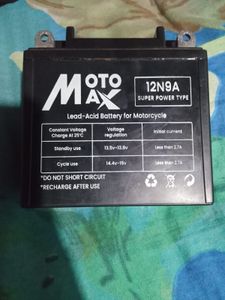 MOTO
MAX
12N9A
SUPER POWER TYPE
Lead-Acid Battery for Motorcycle
Constant Voltage Charge At 25°C Voltage regulation Initial current
Standby use 13.5v-13.8v Less than 2.7A
Cycle use 14.4v-15v Less than 2.7A
*DO NOT SHORT CIRCUIT
*RECHARGE AFTER USE